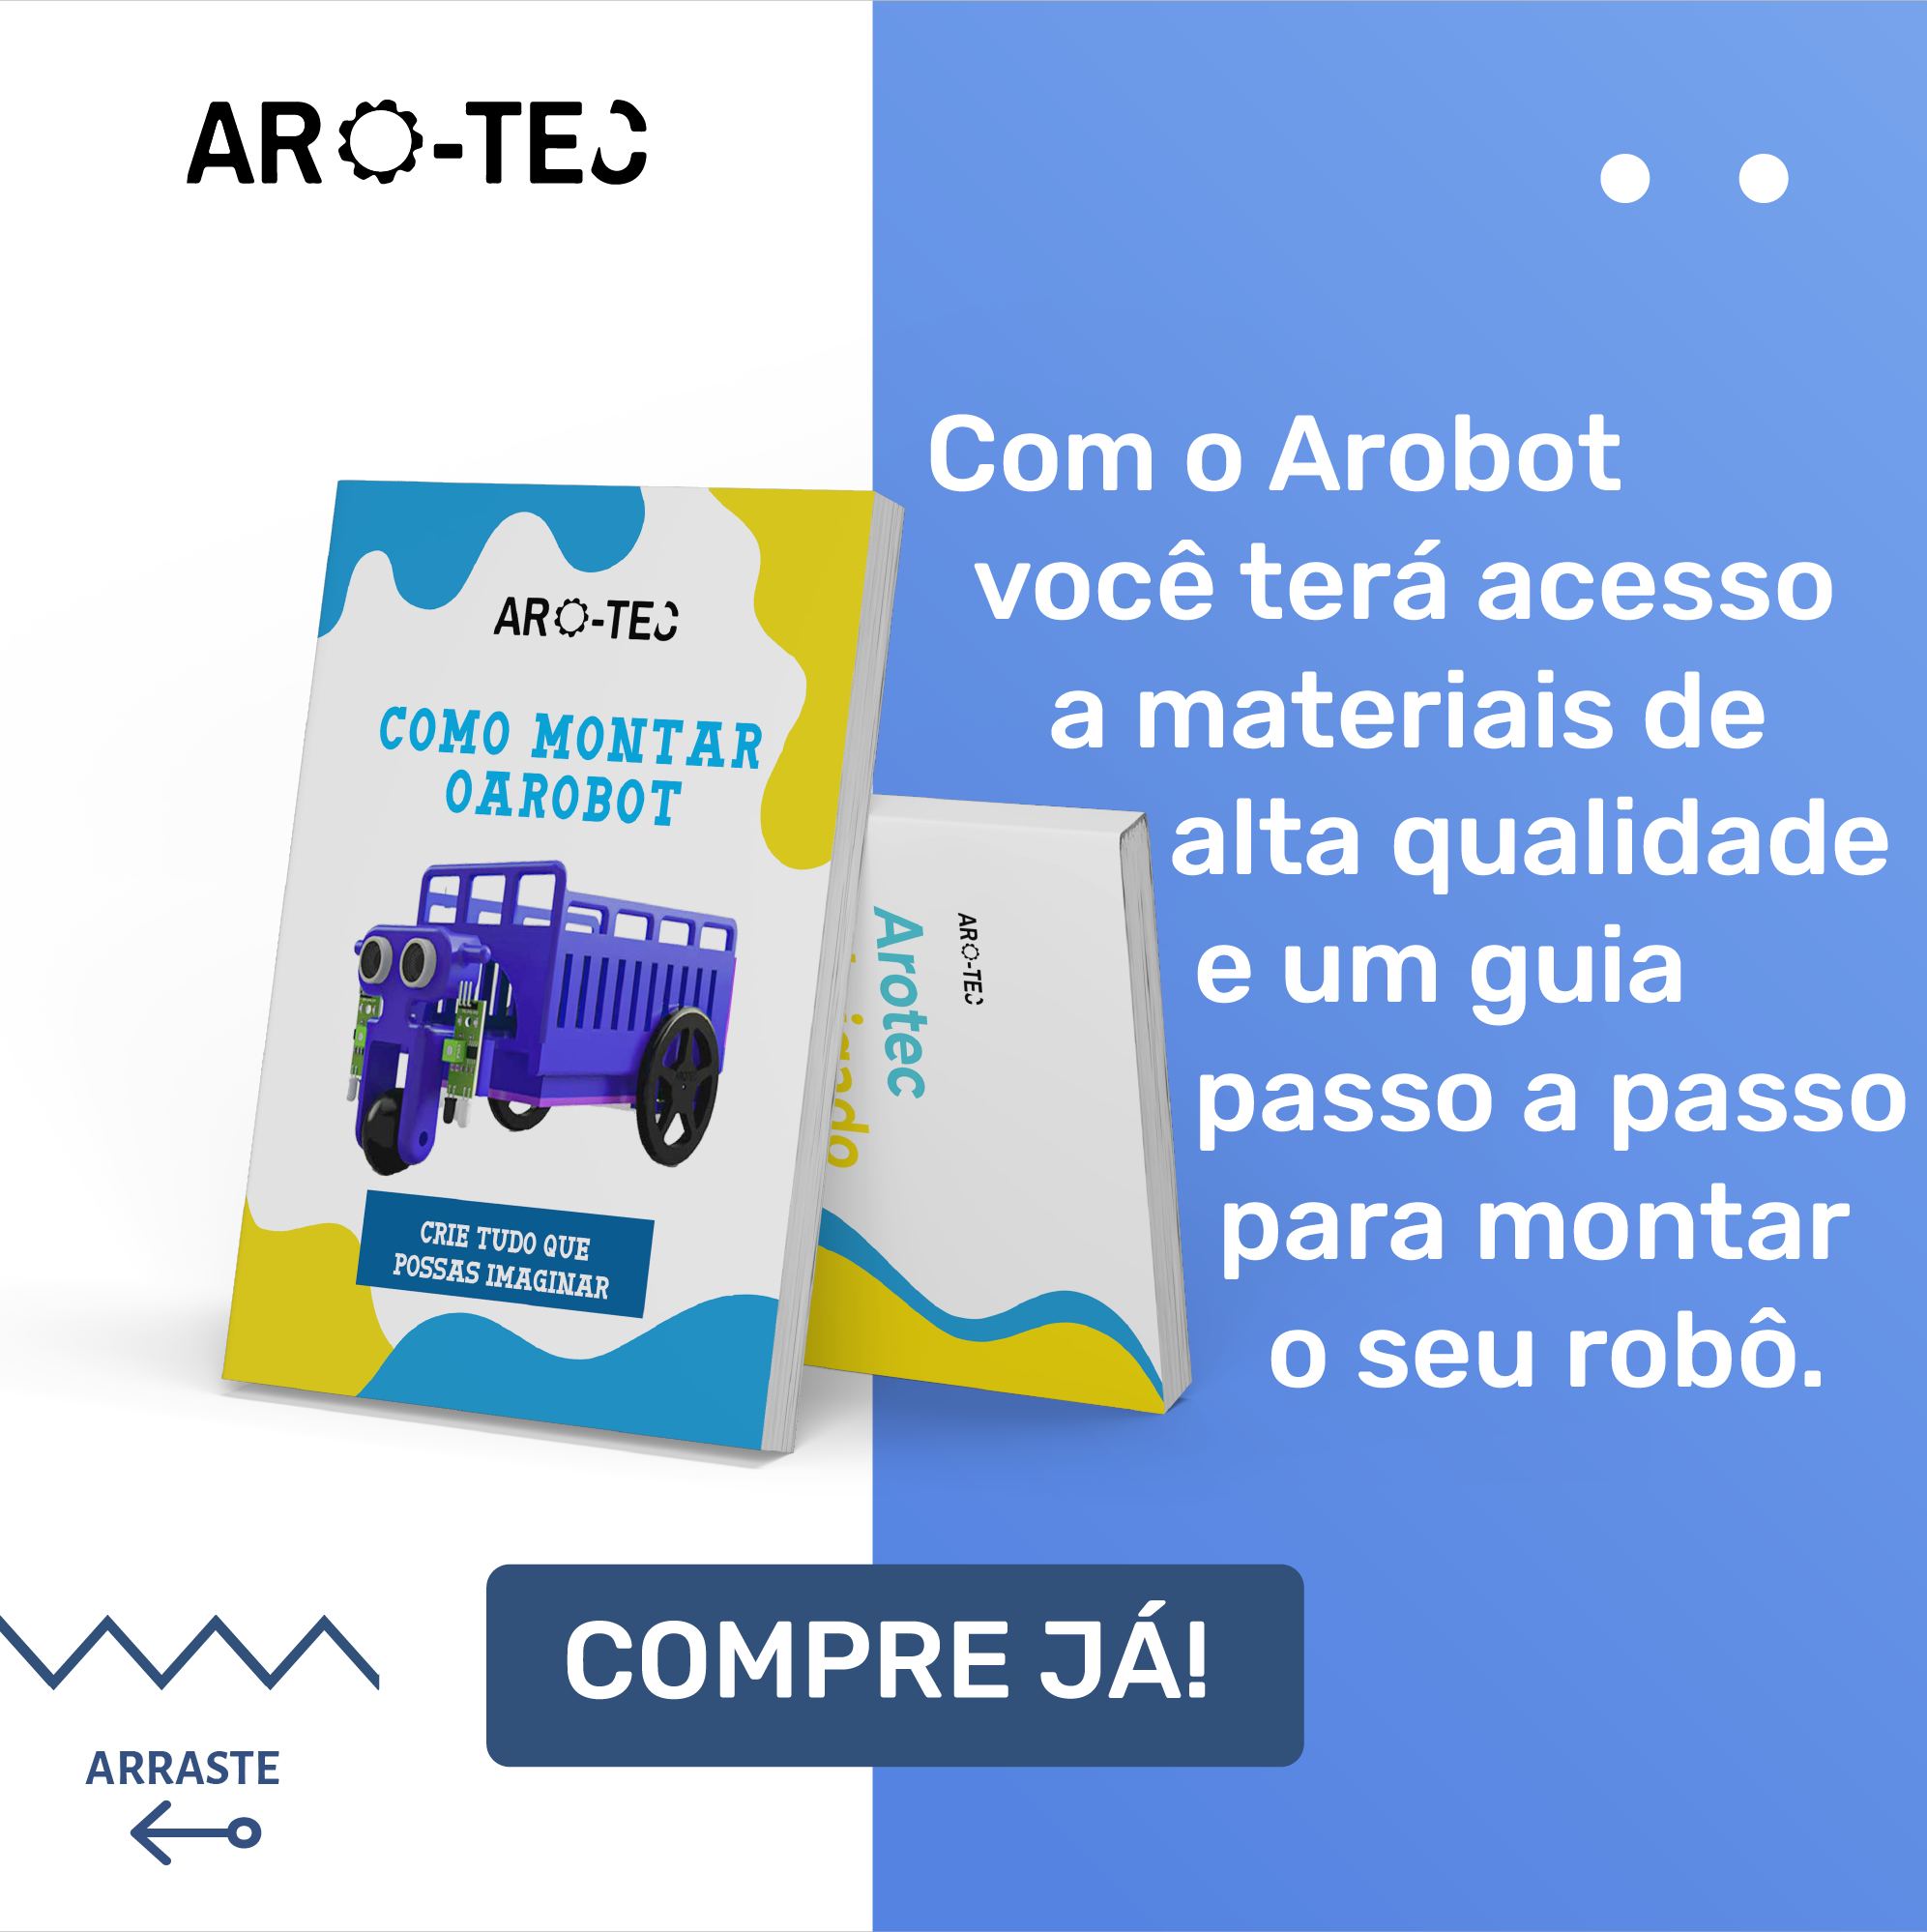 ARO-TEC
Com o Arobot
você terá acesso
a materiais de
alta qualidade
e um guia
passo a passo
para montar
o seu robô.
ARO-TEC
COMO MONTAR
OAROBOT
CRIE TUDO QUE
POSSAS IMAGINAR
ARO-TEC
Arotec
COMPRE JÁ!
ARRASTE